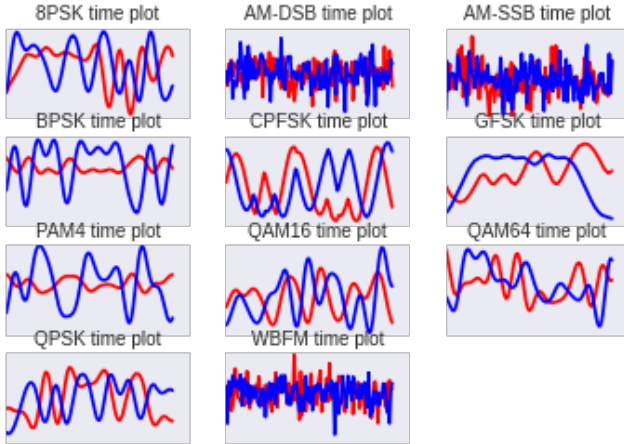 8PSK time plot AM-DSB time plot AM-SSB time plot
BPSK time plot CPFSK time plot GFSK time plot
PAM4 time plot QAM16 time plot QAM64 time plot
QPSK time plot WBFM time plot